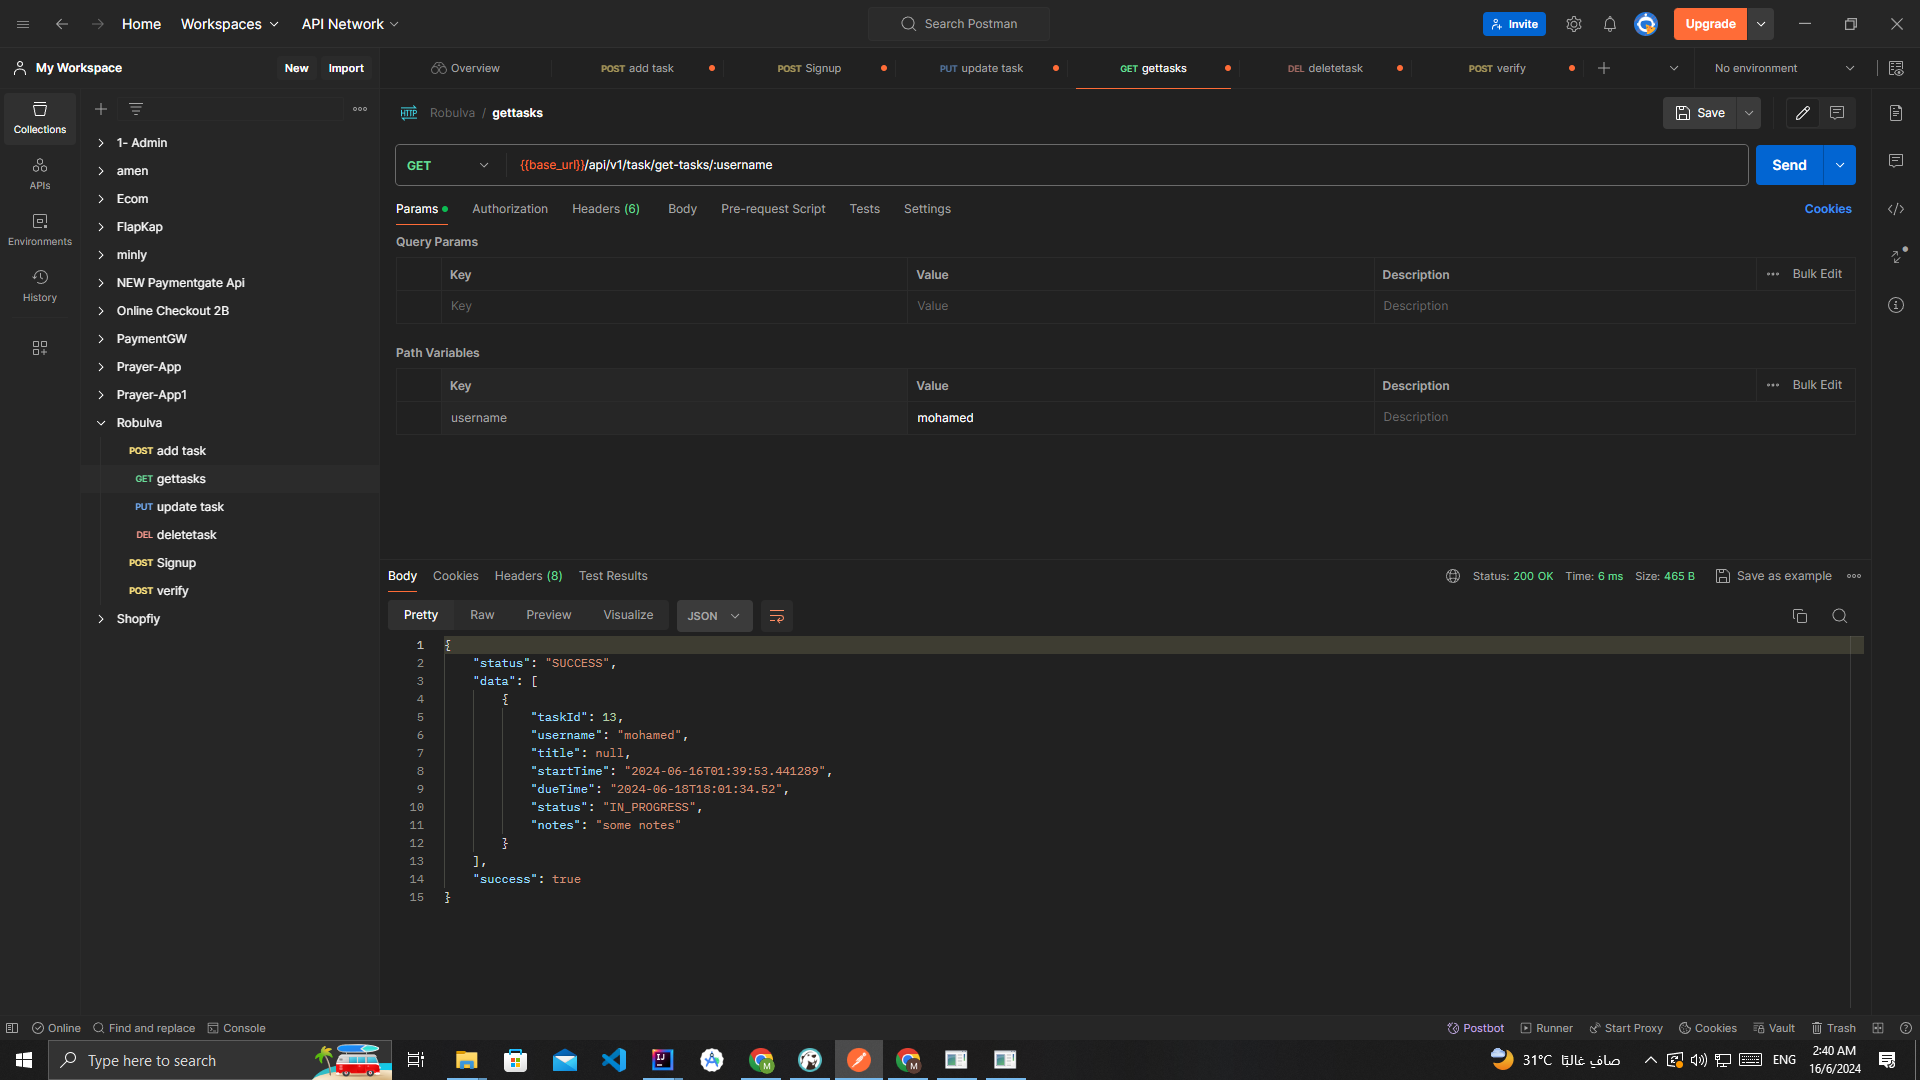 Home Workspaces API Network Search Postman Invite Upgrade
My Workspace New Import Overview POST add task POST Signup PUT update task GET gettasks DEL deletetask POST verify No environment
Collections
APIs
Environments
History
1- Admin
amen
Ecom
FlapKap
minly
NEW Paymentgate Api
Online Checkout 2B
PaymentGW
Prayer-App
Prayer-App1
Robulva
POST add task
GET gettasks
PUT update task
DEL deletetask
POST Signup
POST verify
Shopfiy
HTTP Robulva / gettasks Save
GET {{base_url}}/api/v1/task/get-tasks/:username Send
Params Authorization Headers (6) Body Pre-request Script Tests Settings Cookies
Query Params
Key Value Description Bulk Edit
Key Value Description
Path Variables
Key Value Description Bulk Edit
username mohamed Description
Body Cookies Headers (8) Test Results Status: 200 OK Time: 6 ms Size: 465 B Save as example
Pretty Raw Preview Visualize JSON
1 {
2 "status": "SUCCESS",
3 "data": [
4 {
5 "taskId": 13,
6 "username": "mohamed",
7 "title": null,
8 "startTime": "2024-06-16T01:39:53.441289",
9 "dueTime": "2024-06-18T18:01:34.52",
10 "status": "IN_PROGRESS",
11 "notes": "some notes"
12 }
13 ],
14 "success": true
15 }
Online Find and replace Console Postbot Runner Start Proxy Cookies Vault Trash
Type here to search 31°C صافٍ غالبًا ENG 2:40 AM
16/6/2024